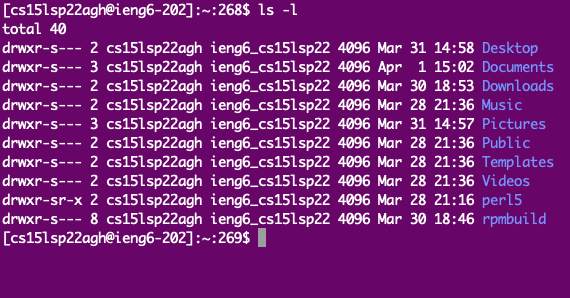 [cs15lsp22agh@ieng6-202]:~:268$ ls -l
total 40
drwxr-s--- 2 cs15lsp22agh ieng6_cs15lsp22 4096 Mar 31 14:58 Desktop
drwxr-s--- 3 cs15lsp22agh ieng6_cs15lsp22 4096 Apr  1 15:02 Documents
drwxr-s--- 2 cs15lsp22agh ieng6_cs15lsp22 4096 Mar 30 18:53 Downloads
drwxr-s--- 2 cs15lsp22agh ieng6_cs15lsp22 4096 Mar 28 21:36 Music
drwxr-s--- 3 cs15lsp22agh ieng6_cs15lsp22 4096 Mar 31 14:57 Pictures
drwxr-s--- 2 cs15lsp22agh ieng6_cs15lsp22 4096 Mar 28 21:36 Public
drwxr-s--- 2 cs15lsp22agh ieng6_cs15lsp22 4096 Mar 28 21:36 Templates
drwxr-s--- 2 cs15lsp22agh ieng6_cs15lsp22 4096 Mar 28 21:36 Videos
drwxr-sr-x 2 cs15lsp22agh ieng6_cs15lsp22 4096 Mar 28 21:16 perl5
drwxr-s--- 8 cs15lsp22agh ieng6_cs15lsp22 4096 Mar 30 18:46 rpmbuild
[cs15lsp22agh@ieng6-202]:~:269$